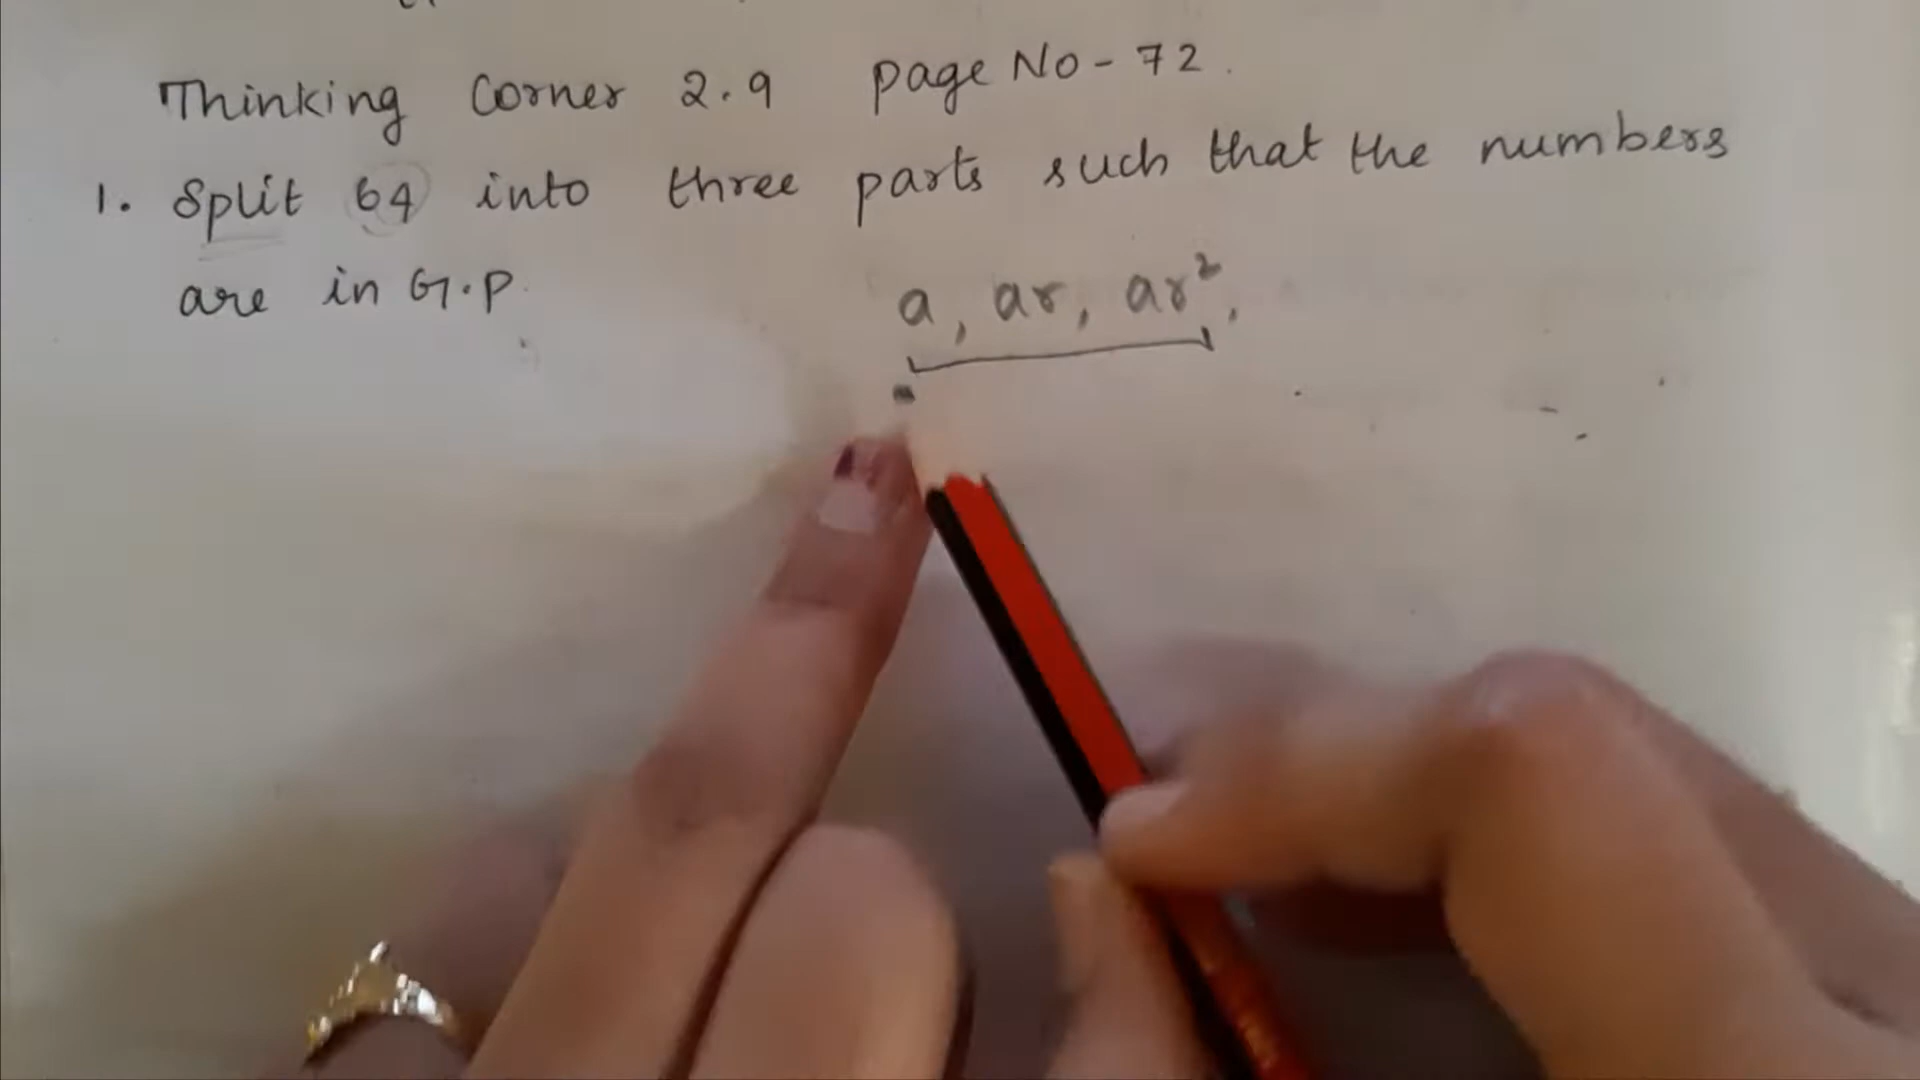 Thinking Corner 2.9 page No - 72.
1. Split 64 into three parts such that the numbers
are in G.P.
a, ar, ar²,